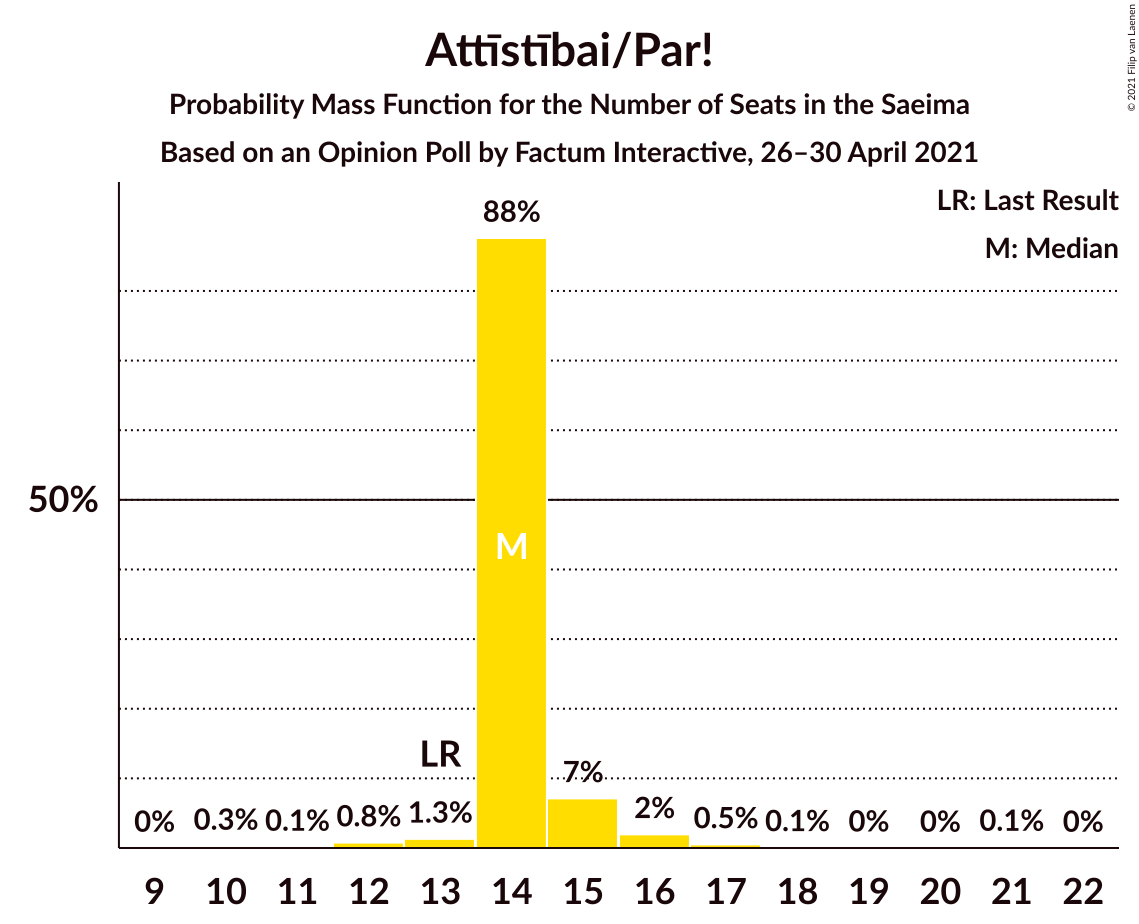 Attīstībai/Par!
Probability Mass Function for the Number of Seats in the Saeima
Based on an Opinion Poll by Factum Interactive, 26–30 April 2021
© 2021 Filip van Laenen
LR: Last Result
M: Median
88%
50%
M
LR
7%
0% 0.3% 0.1% 0.8% 1.3% 2% 0.5% 0.1% 0% 0% 0.1% 0%
9 10 11 12 13 14 15 16 17 18 19 20 21 22